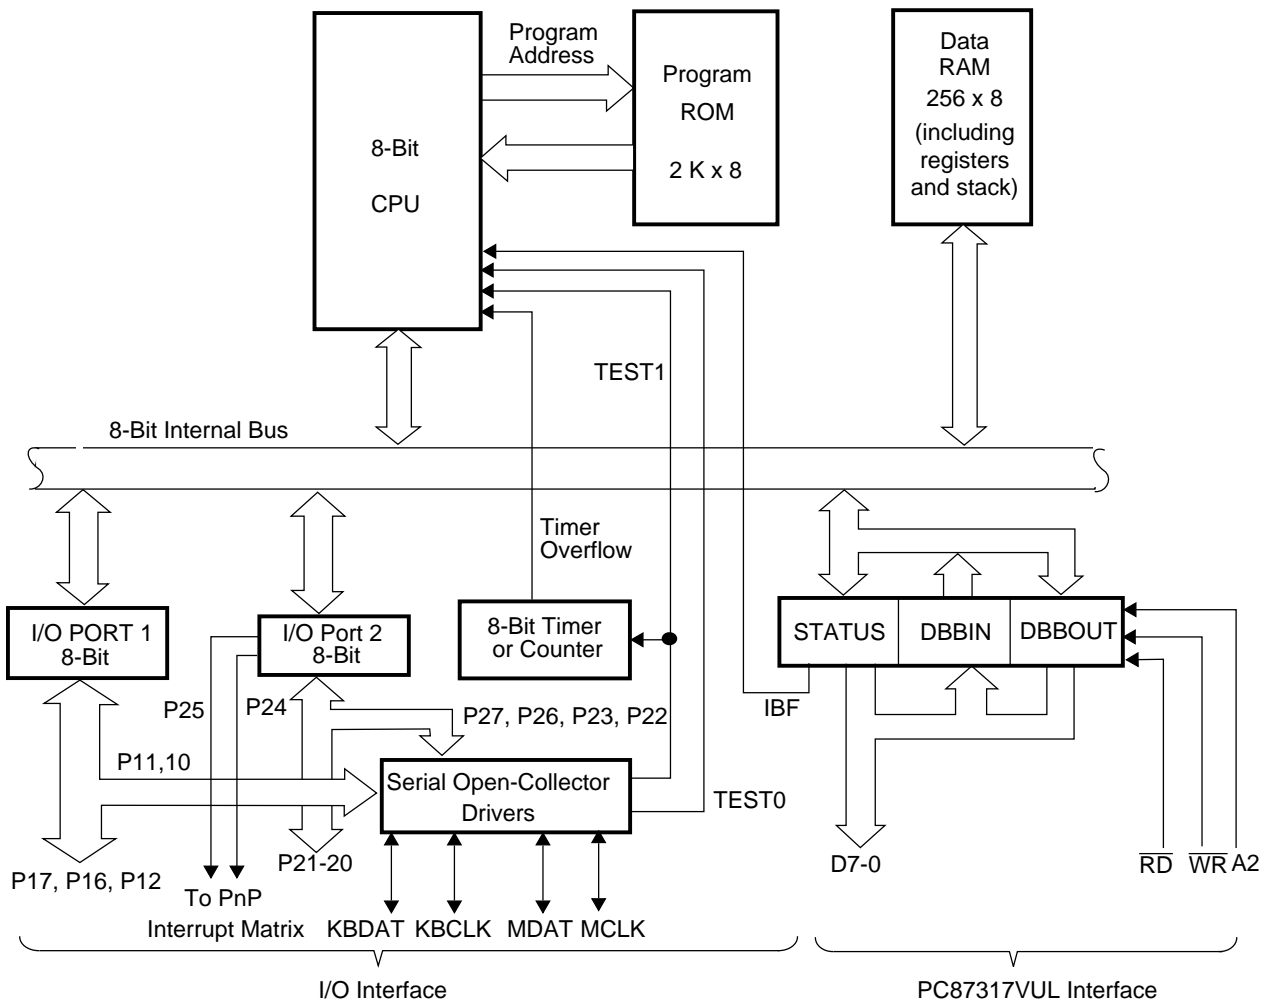 Program
Address
8-Bit
CPU
Program
ROM
2 K x 8
Data
RAM
256 x 8
(including
registers
and stack)
TEST1
8-Bit Internal Bus
Timer
Overflow
I/O PORT 1
8-Bit
I/O Port 2
8-Bit
8-Bit Timer
or Counter
STATUS
DBBIN
DBBOUT
P25
P24
P27, P26, P23, P22
IBF
P11,10
Serial Open-Collector
Drivers
TEST0
P17, P16, P12
P21-20
D7-0
RD
WR
A2
To PnP
Interrupt Matrix
KBDAT
KBCLK
MDAT
MCLK
I/O Interface
PC87317VUL Interface